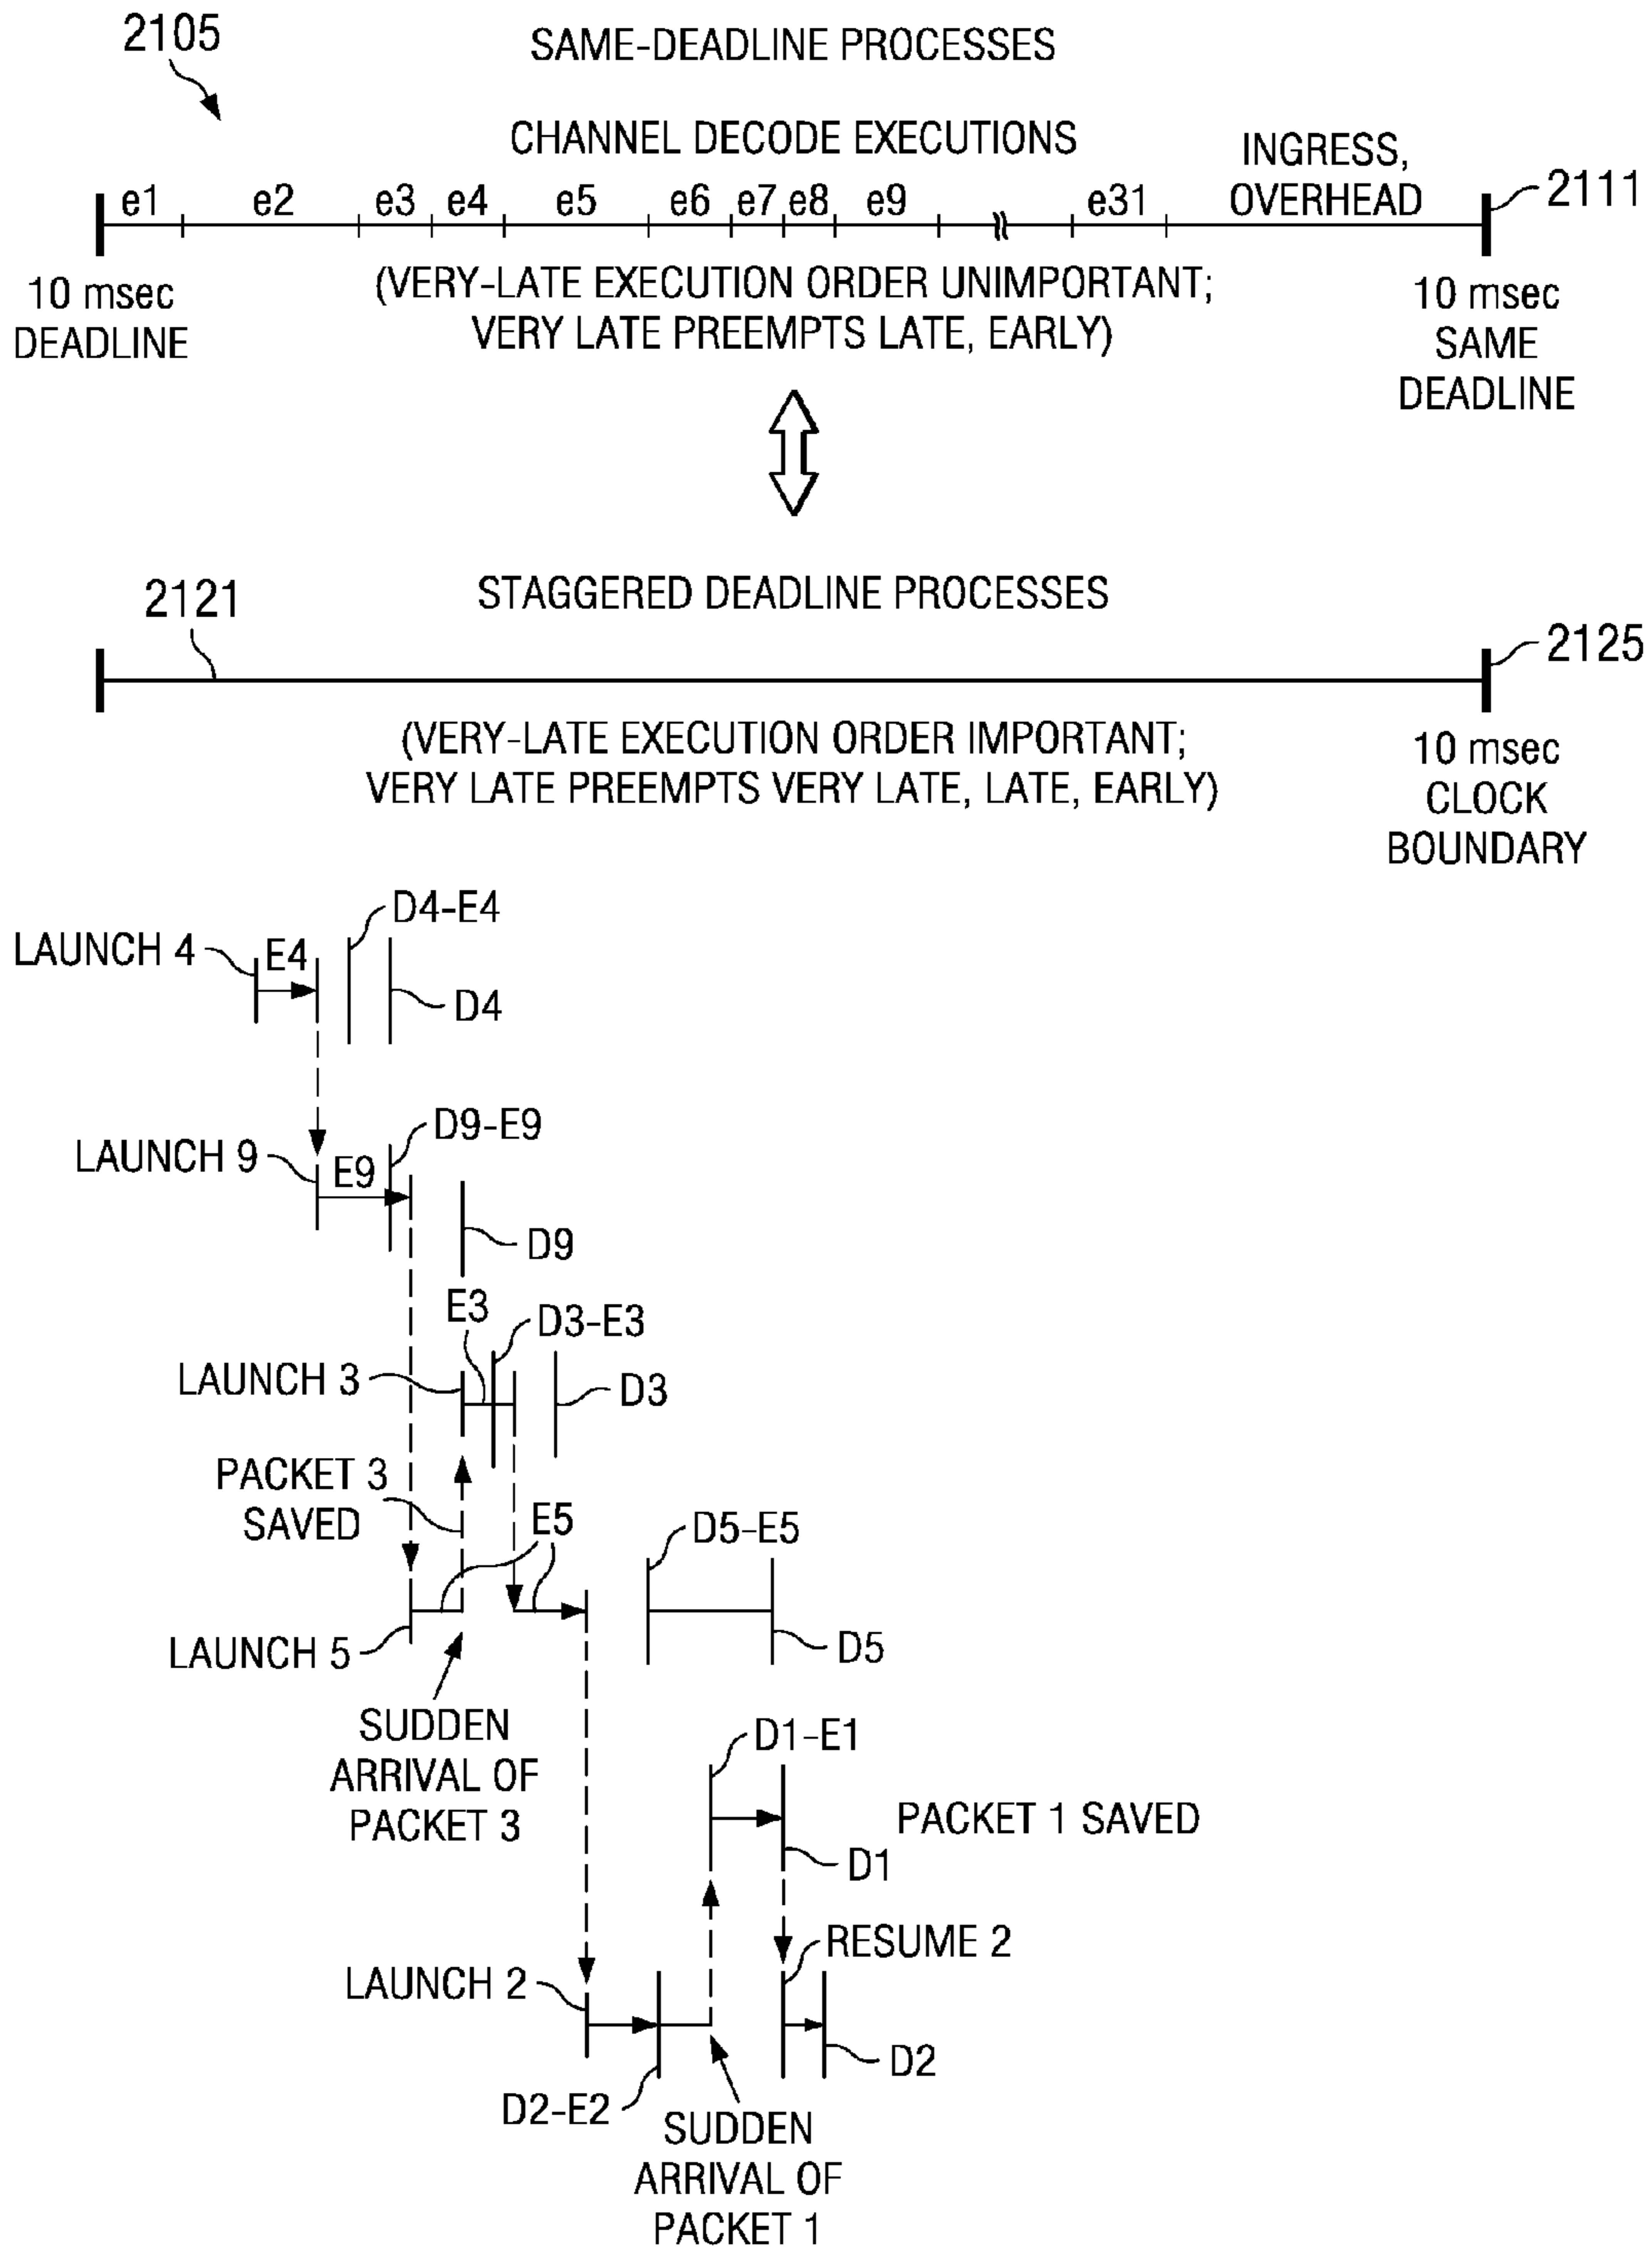 2105
SAME-DEADLINE PROCESSES
CHANNEL DECODE EXECUTIONS
INGRESS,
OVERHEAD
e1 e2 e3 e4 e5 e6 e7 e8 e9 e31
2111
10 msec
DEADLINE
(VERY-LATE EXECUTION ORDER UNIMPORTANT;
VERY LATE PREEMPTS LATE, EARLY)
10 msec
SAME
DEADLINE
2121
STAGGERED DEADLINE PROCESSES
2125
(VERY-LATE EXECUTION ORDER IMPORTANT;
VERY LATE PREEMPTS VERY LATE, LATE, EARLY)
10 msec
CLOCK
BOUNDARY
D4-E4
LAUNCH 4
E4
D4
D9-E9
LAUNCH 9
E9
D9
E3
D3-E3
LAUNCH 3
D3
PACKET 3
SAVED
E5
D5-E5
LAUNCH 5
D5
SUDDEN
ARRIVAL OF
PACKET 3
D1-E1
PACKET 1 SAVED
D1
RESUME 2
LAUNCH 2
D2
D2-E2
SUDDEN
ARRIVAL OF
PACKET 1